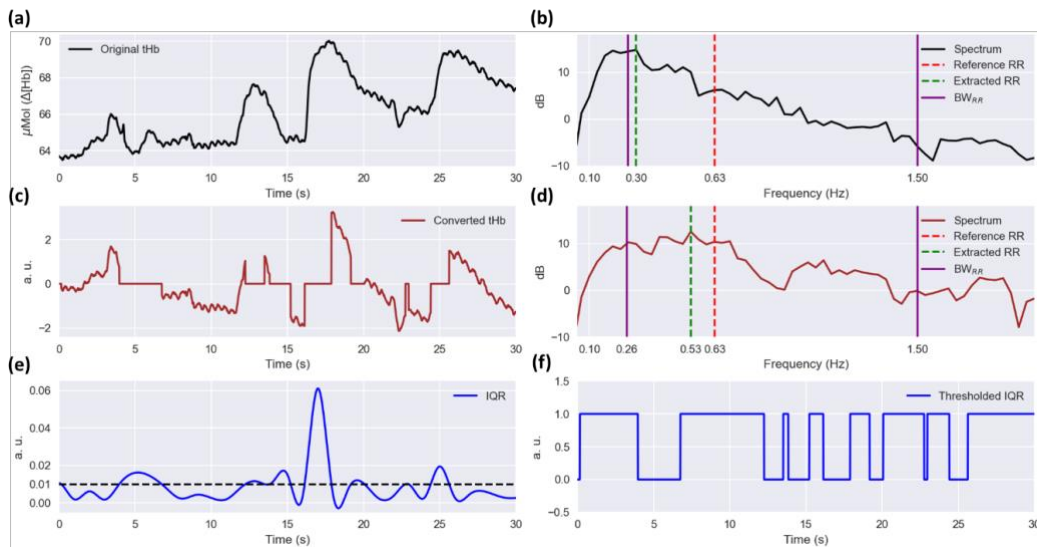 (a)
70
68
66
64
μMol (Δ[Hb])
Original tHb
0 5 10 15 20 25 30
Time (s)
(b)
10
0
−10
dB
Spectrum
Reference RR
Extracted RR
BWRR
0.10 0.30 0.63 1.50
Frequency (Hz)
(c)
2
0
−2
a. u.
Converted tHb
0 5 10 15 20 25 30
Time (s)
(d)
10
0
−10
dB
Spectrum
Reference RR
Extracted RR
BWRR
0.10 0.26 0.53 0.63 1.50
Frequency (Hz)
(e)
0.06
0.04
0.02
0.01
0.00
a. u.
IQR
0 5 10 15 20 25 30
Time (s)
(f)
1.5
1.0
0.5
0.0
−0.5
a. u.
Thresholded IQR
0 5 10 15 20 25 30
Time (s)